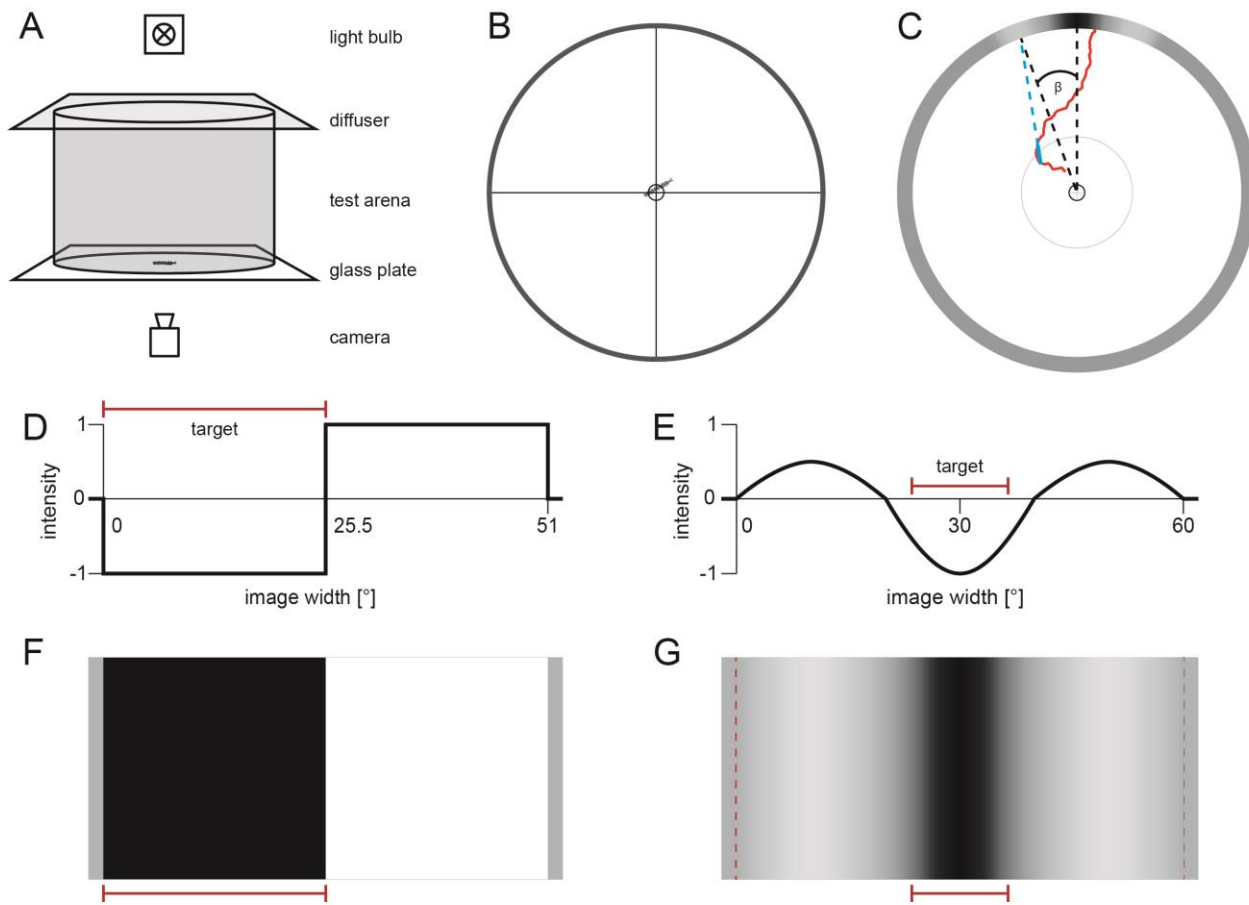 A
light bulb
diffuser
test arena
glass plate
camera
B
C
β
D
1
target
intensity
0
0
25.5
51
-1
image width [°]
E
1
target
intensity
0
0
30
60
-1
image width [°]
F
G